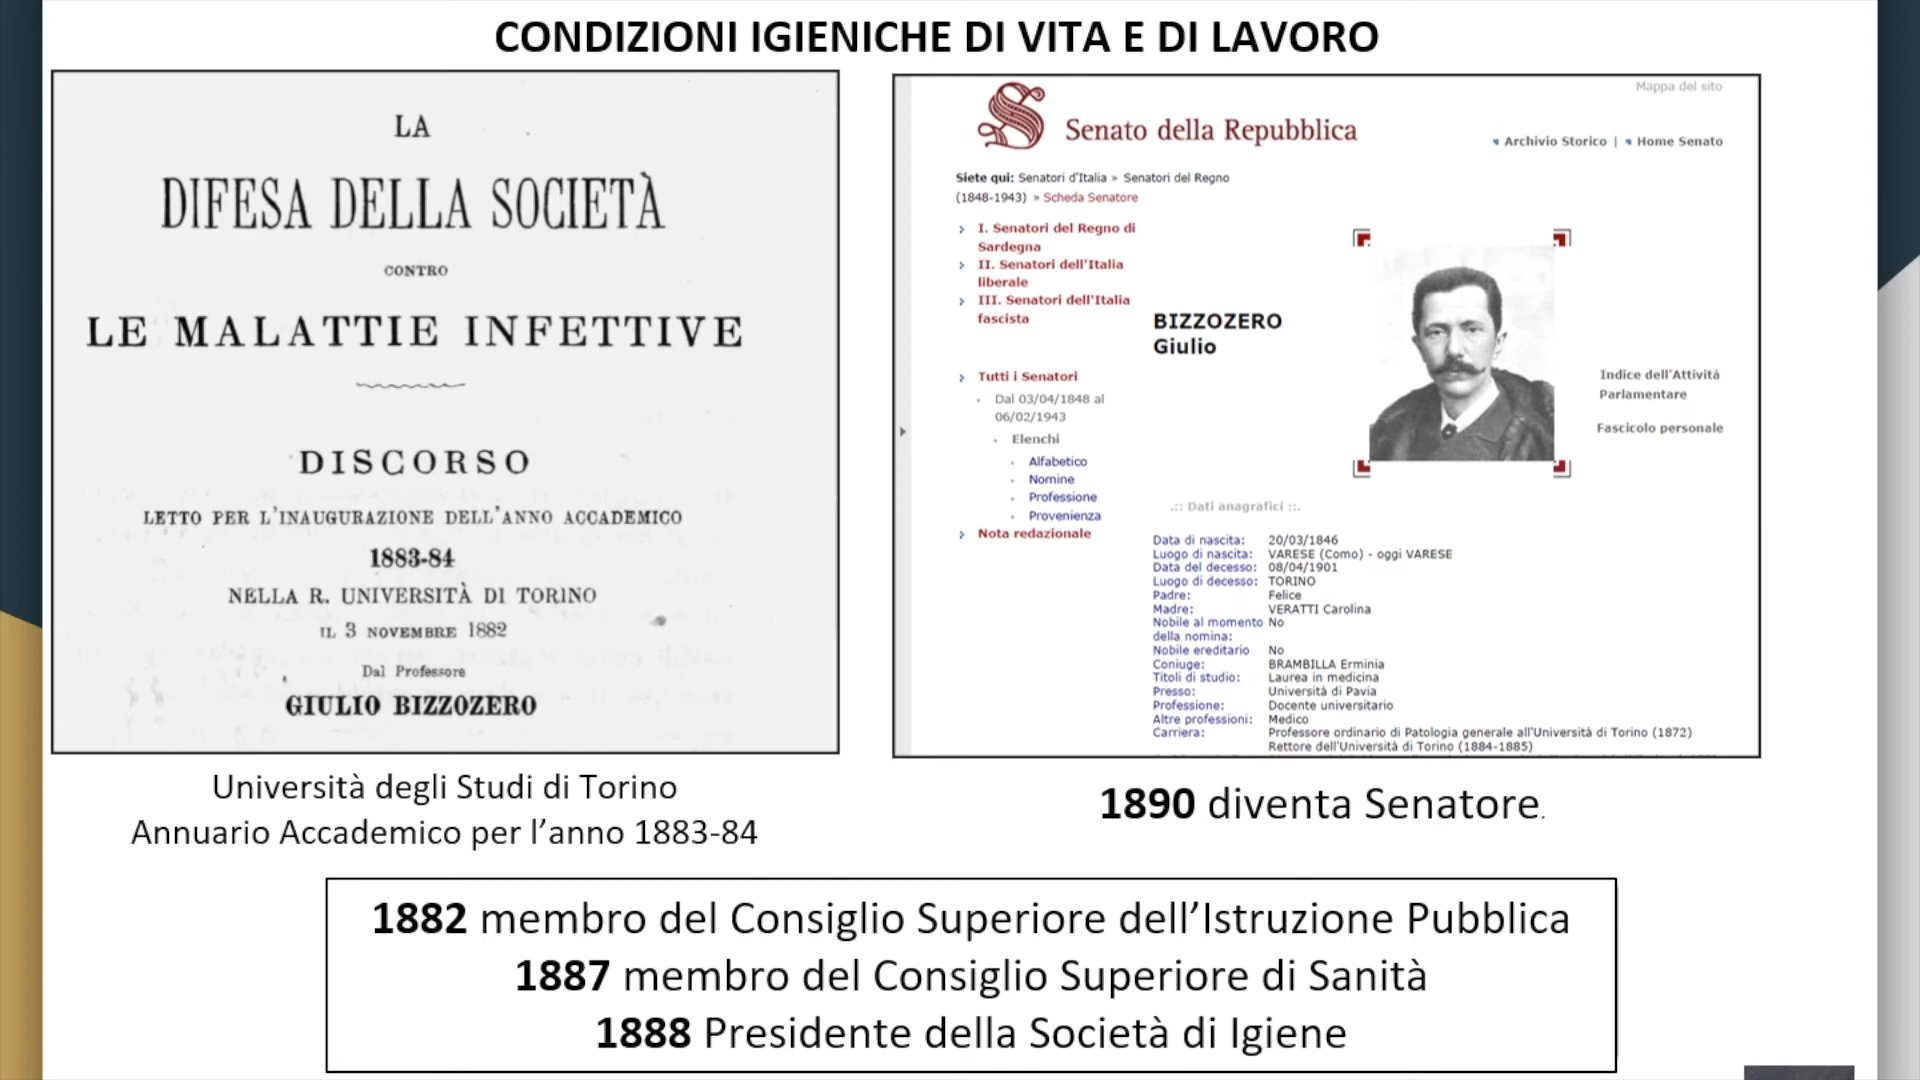 CONDIZIONI IGIENICHE DI VITA E DI LAVORO
LA
DIFESA DELLA SOCIETÀ
CONTRO
LE MALATTIE INFETTIVE
DISCORSO
LETTO PER L'INAUGURAZIONE DELL'ANNO ACCADEMICO
1883-84
NELLA R. UNIVERSITÀ DI TORINO
IL 3 NOVEMBRE 1882
Dal Professore
GIULIO BIZZOZERO
Università degli Studi di Torino
Annuario Accademico per l’anno 1883-84
Mappa del sito
Senato della Repubblica
Archivio Storico | Home Senato
Siete qui: Senatori d'Italia » Senatori del Regno
(1848-1943) » Scheda Senatore
I. Senatori del Regno di
Sardegna
II. Senatori dell'Italia
liberale
III. Senatori dell'Italia
fascista
Tutti i Senatori
Dal 03/04/1848 al
06/02/1943
Elenchi
Alfabetico
Nomine
Professione
Provenienza
Nota redazionale
BIZZOZERO
Giulio
Indice dell'Attività
Parlamentare
Fascicolo personale
.:: Dati anagrafici ::.
Data di nascita: 20/03/1846
Luogo di nascita: VARESE (Como) - oggi VARESE
Data del decesso: 08/04/1901
Luogo di decesso: TORINO
Padre: Felice
Madre: VERATTI Carolina
Nobile al momento No
della nomina:
Nobile ereditario No
Coniuge: BRAMBILLA Erminia
Titoli di studio: Laurea in medicina
Presso: Università di Pavia
Professione: Docente universitario
Altre professioni: Medico
Carriera: Professore ordinario di Patologia generale all'Università di Torino (1872)
Rettore dell'Università di Torino (1884-1885)
1890 diventa Senatore.
1882 membro del Consiglio Superiore dell’Istruzione Pubblica
1887 membro del Consiglio Superiore di Sanità
1888 Presidente della Società di Igiene